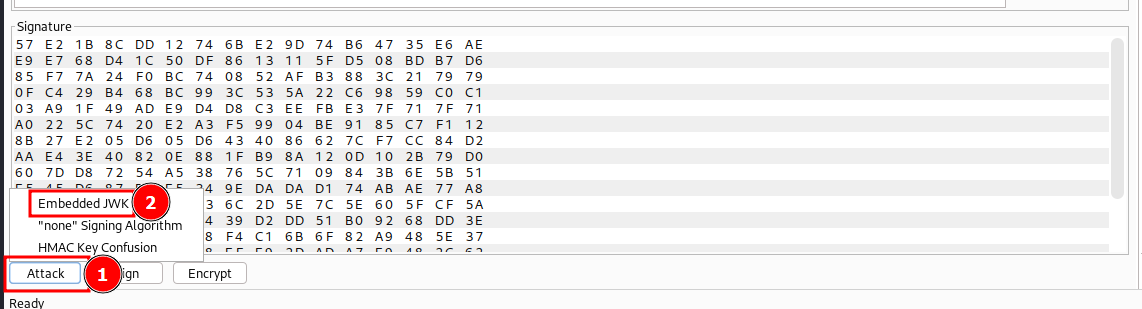 Signature
57 E2 1B 8C DD 12 74 6B E2 9D 74 B6 47 35 E6 AE
E9 E7 68 D4 1C 50 DF 86 13 11 5F D5 08 BD B7 D6
85 F7 7A 24 F0 BC 74 08 52 AF B3 88 3C 21 79 79
0F C4 29 B4 68 BC 99 3C 53 5A 22 C6 98 59 C0 C1
03 A9 1F 49 AD E9 D4 D8 C3 EE FB E3 7F 71 7F 71
A0 22 5C 74 20 E2 A3 F5 99 04 BE 91 85 C7 F1 12
8B 27 E2 05 D6 05 D6 43 40 86 62 7C F7 CC 84 D2
AA E4 3E 40 82 0E 88 1F B9 8A 12 0D 10 2B 79 D0
60 7D D8 72 54 A5 38 76 5C 71 09 84 3B 6E 5B 51
34 9E DA DA D1 74 AB AE 77 A8
Embedded JWK 2 3 6C 2D 5E 7C 5E 60 5F CF 5A
"none" Signing Algorithm 4 39 D2 DD 51 B0 92 68 DD 3E
HMAC Key Confusion 8 F4 C1 6B 6F 82 A9 48 5E 37
Attack 1 ign Encrypt
Ready